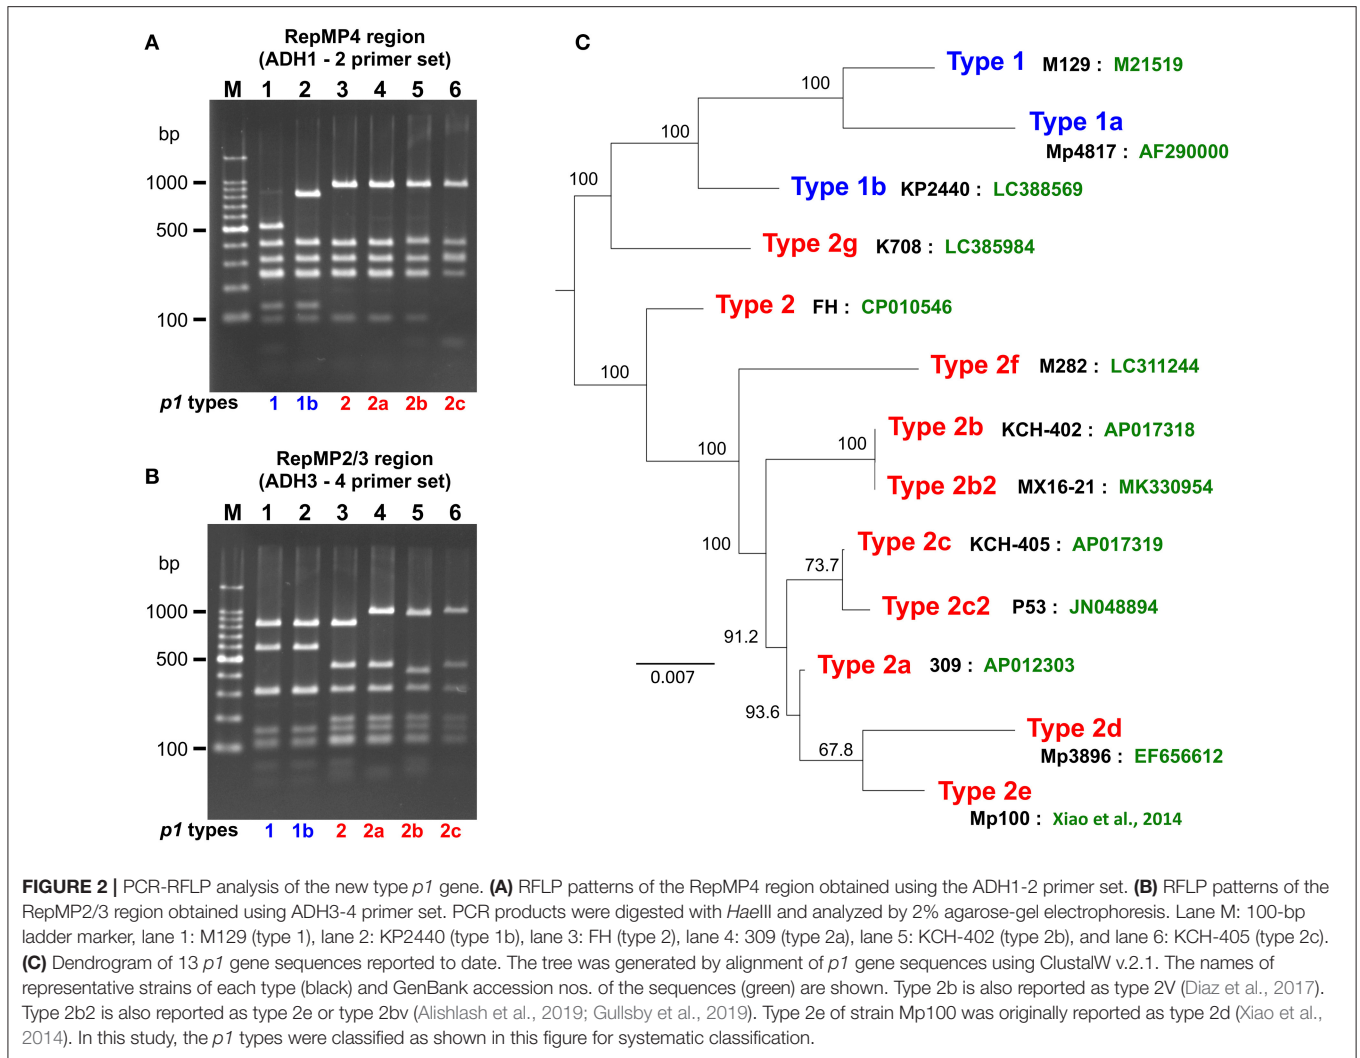 A
RepMP4 region
(ADH1 - 2 primer set)
M 1 2 3 4 5 6
bp
1000
500
100
p1 types 1 1b 2 2a 2b 2c
B
RepMP2/3 region
(ADH3 - 4 primer set)
M 1 2 3 4 5 6
bp
1000
500
100
p1 types 1 1b 2 2a 2b 2c
C
100
100
100
100
100
100
100
91.2
73.7
93.6
67.8
0.007
Type 1 M129 : M21519
Type 1a
Mp4817 : AF290000
Type 1b KP2440 : LC388569
Type 2g K708 : LC385984
Type 2 FH : CP010546
Type 2f M282 : LC311244
Type 2b KCH-402 : AP017318
Type 2b2 MX16-21 : MK330954
Type 2c KCH-405 : AP017319
Type 2c2 P53 : JN048894
Type 2a 309 : AP012303
Type 2d
Mp3896 : EF656612
Type 2e
Mp100 : Xiao et al., 2014
FIGURE 2 | PCR-RFLP analysis of the new type p1 gene. (A) RFLP patterns of the RepMP4 region obtained using the ADH1-2 primer set. (B) RFLP patterns of the
RepMP2/3 region obtained using ADH3-4 primer set. PCR products were digested with HaeIII and analyzed by 2% agarose-gel electrophoresis. Lane M: 100-bp
ladder marker, lane 1: M129 (type 1), lane 2: KP2440 (type 1b), lane 3: FH (type 2), lane 4: 309 (type 2a), lane 5: KCH-402 (type 2b), and lane 6: KCH-405 (type 2c).
(C) Dendrogram of 13 p1 gene sequences reported to date. The tree was generated by alignment of p1 gene sequences using ClustalW v.2.1. The names of
representative strains of each type (black) and GenBank accession nos. of the sequences (green) are shown. Type 2b is also reported as type 2V (Diaz et al., 2017).
Type 2b2 is also reported as type 2e or type 2bv (Alishlash et al., 2019; Gullsby et al., 2019). Type 2e of strain Mp100 was originally reported as type 2d (Xiao et al.,
2014). In this study, the p1 types were classified as shown in this figure for systematic classification.